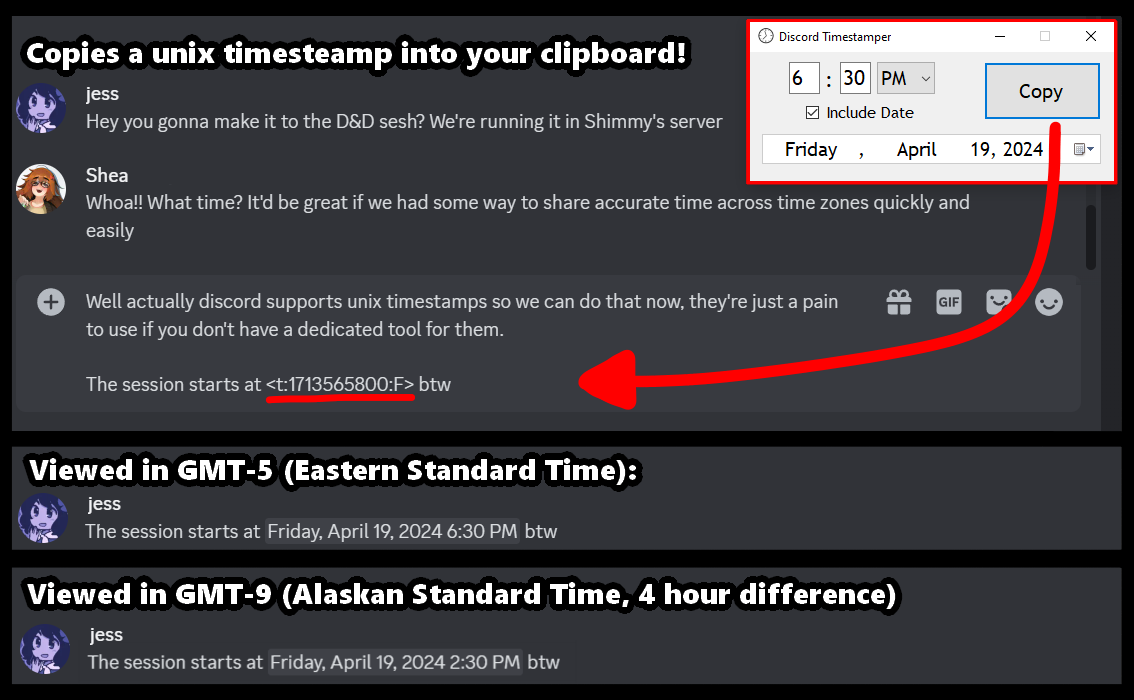 Copies a unix timesteamp into your clipboard!
Discord Timestamper
6 : 30 PM
Copy
Include Date
Friday , April 19, 2024
jess
Hey you gonna make it to the D&D sesh? We're running it in Shimmy's server
Shea
Whoa!! What time? It'd be great if we had some way to share accurate time across time zones quickly and
easily
Well actually discord supports unix timestamps so we can do that now, they're just a pain
to use if you don't have a dedicated tool for them.
GIF
The session starts at <t:1713565800:F> btw
Viewed in GMT-5 (Eastern Standard Time):
jess
The session starts at Friday, April 19, 2024 6:30 PM btw
Viewed in GMT-9 (Alaskan Standard Time, 4 hour difference)
jess
The session starts at Friday, April 19, 2024 2:30 PM btw